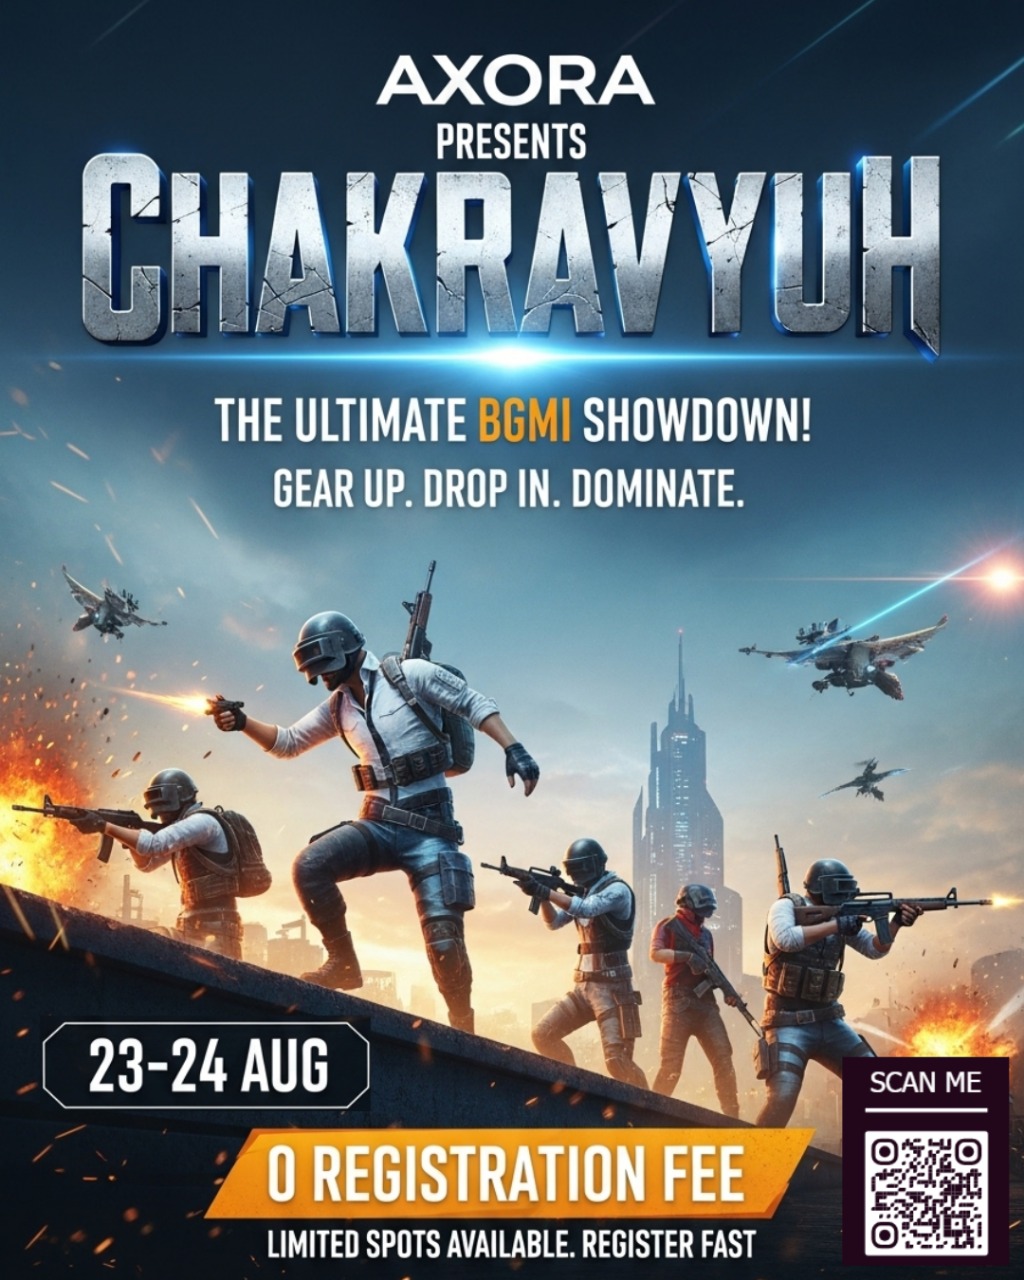 AXORA
PRESENTS
CHAKRAVYUH
THE ULTIMATE BGMI SHOWDOWN!
GEAR UP. DROP IN. DOMINATE.
23-24 AUG
SCAN ME
0 REGISTRATION FEE
LIMITED SPOTS AVAILABLE. REGISTER FAST